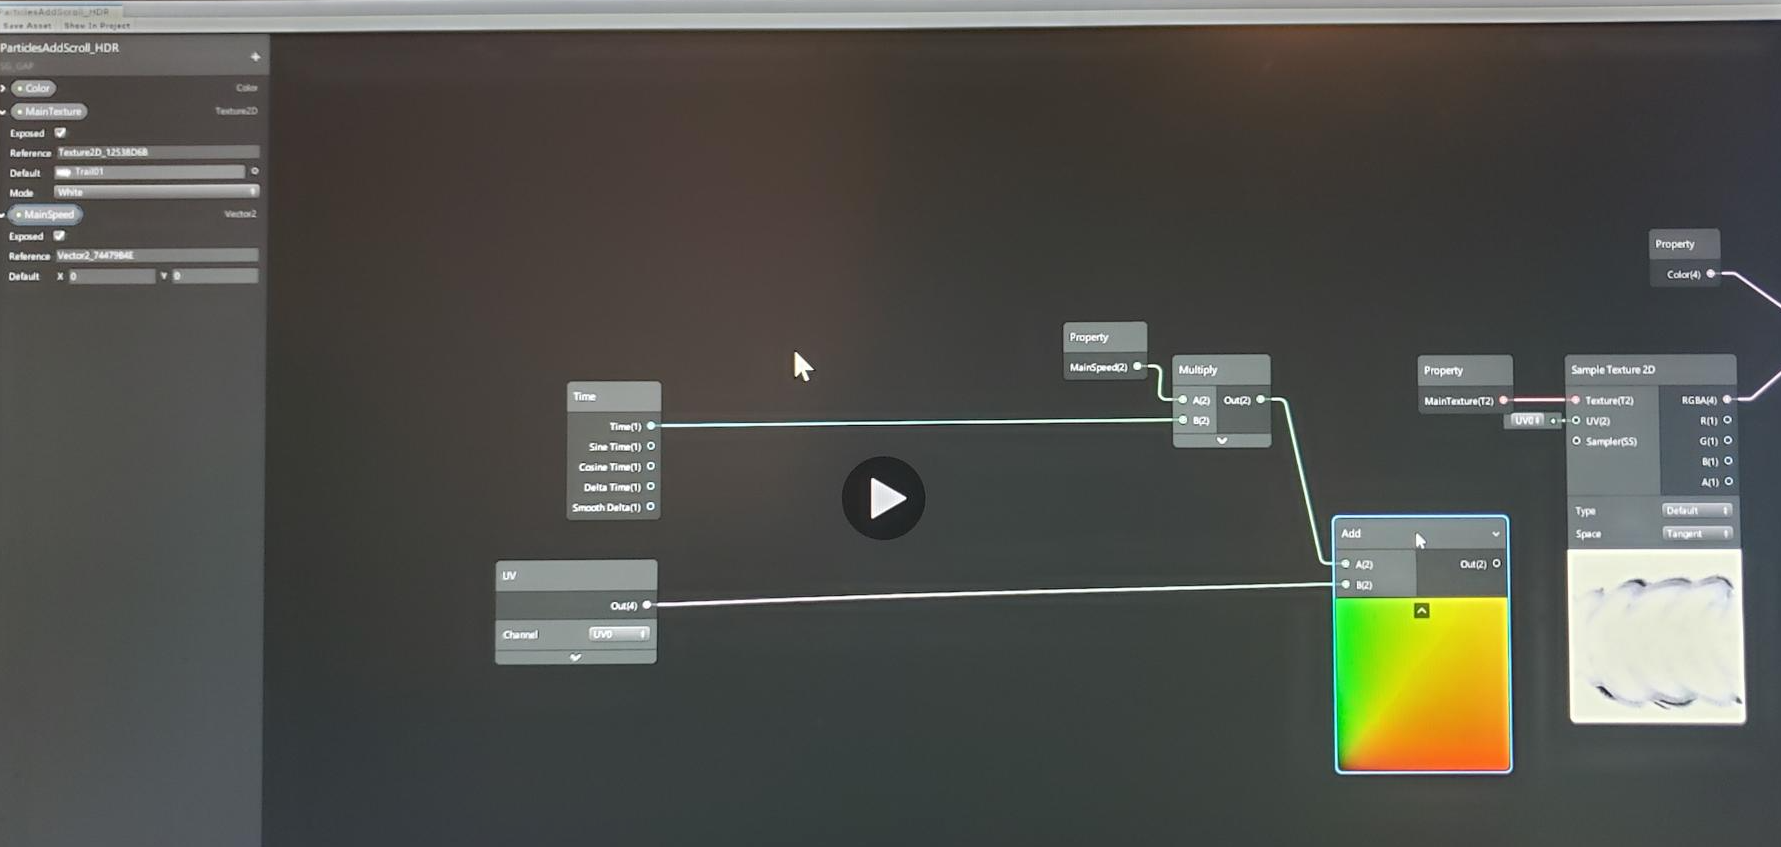 ParticlesAddScroll_HDR
Save Asset Show In Project
ParticlesAddScroll_HDR
SG_GAP
Color Color
MainTexture Texture2D
Exposed
Reference Texture2D_12538D6B
Default Trail01
Mode White
MainSpeed Vector2
Exposed
Reference Vector2_7447984E
Default X 0 Y 0
Time
Time(1)
Sine Time(1)
Cosine Time(1)
Delta Time(1)
Smooth Delta(1)
UV
Out(4)
Channel UV0
Property
MainSpeed(2)
Multiply
A(2) Out(2)
B(2)
Add
A(2) Out(2)
B(2)
Property
Color(4)
Property
MainTexture(T2)
UV0
Sample Texture 2D
Texture(T2) RGBA(4)
UV(2) R(1)
Sampler(SS) G(1)
B(1)
A(1)
Type Default
Space Tangent